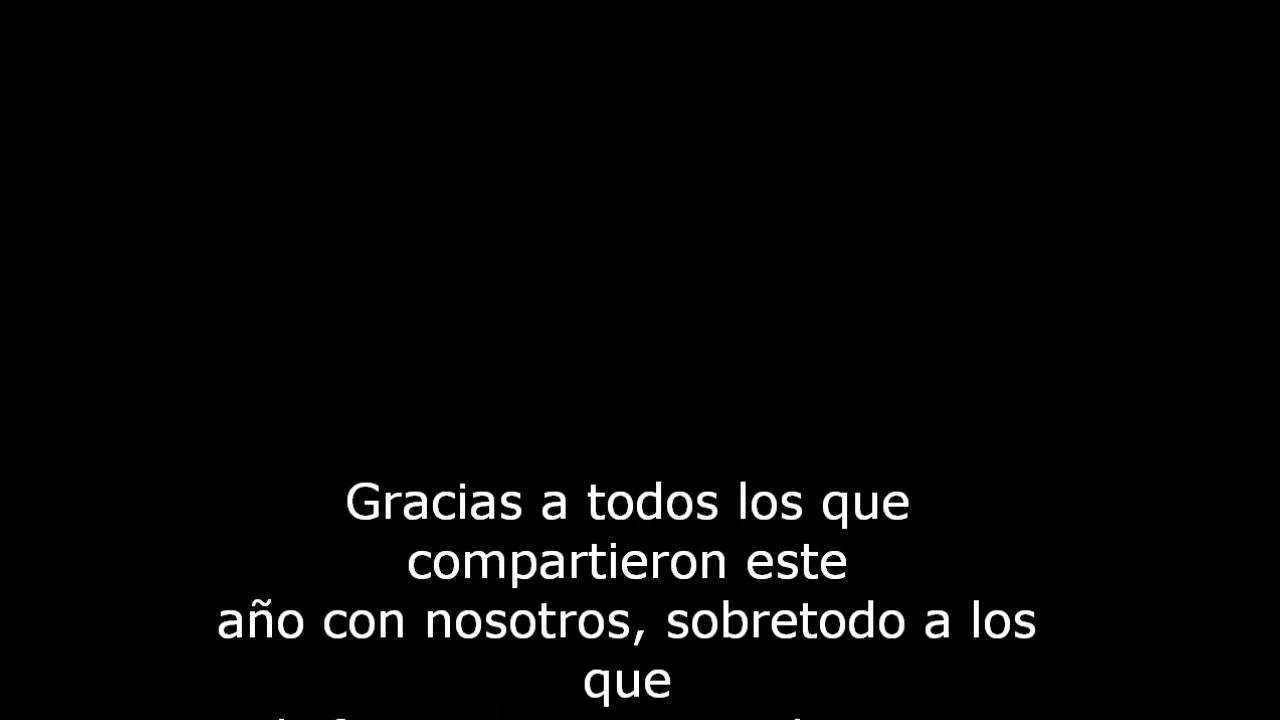 Gracias a todos los que
compartieron este
año con nosotros, sobretodo a los
que